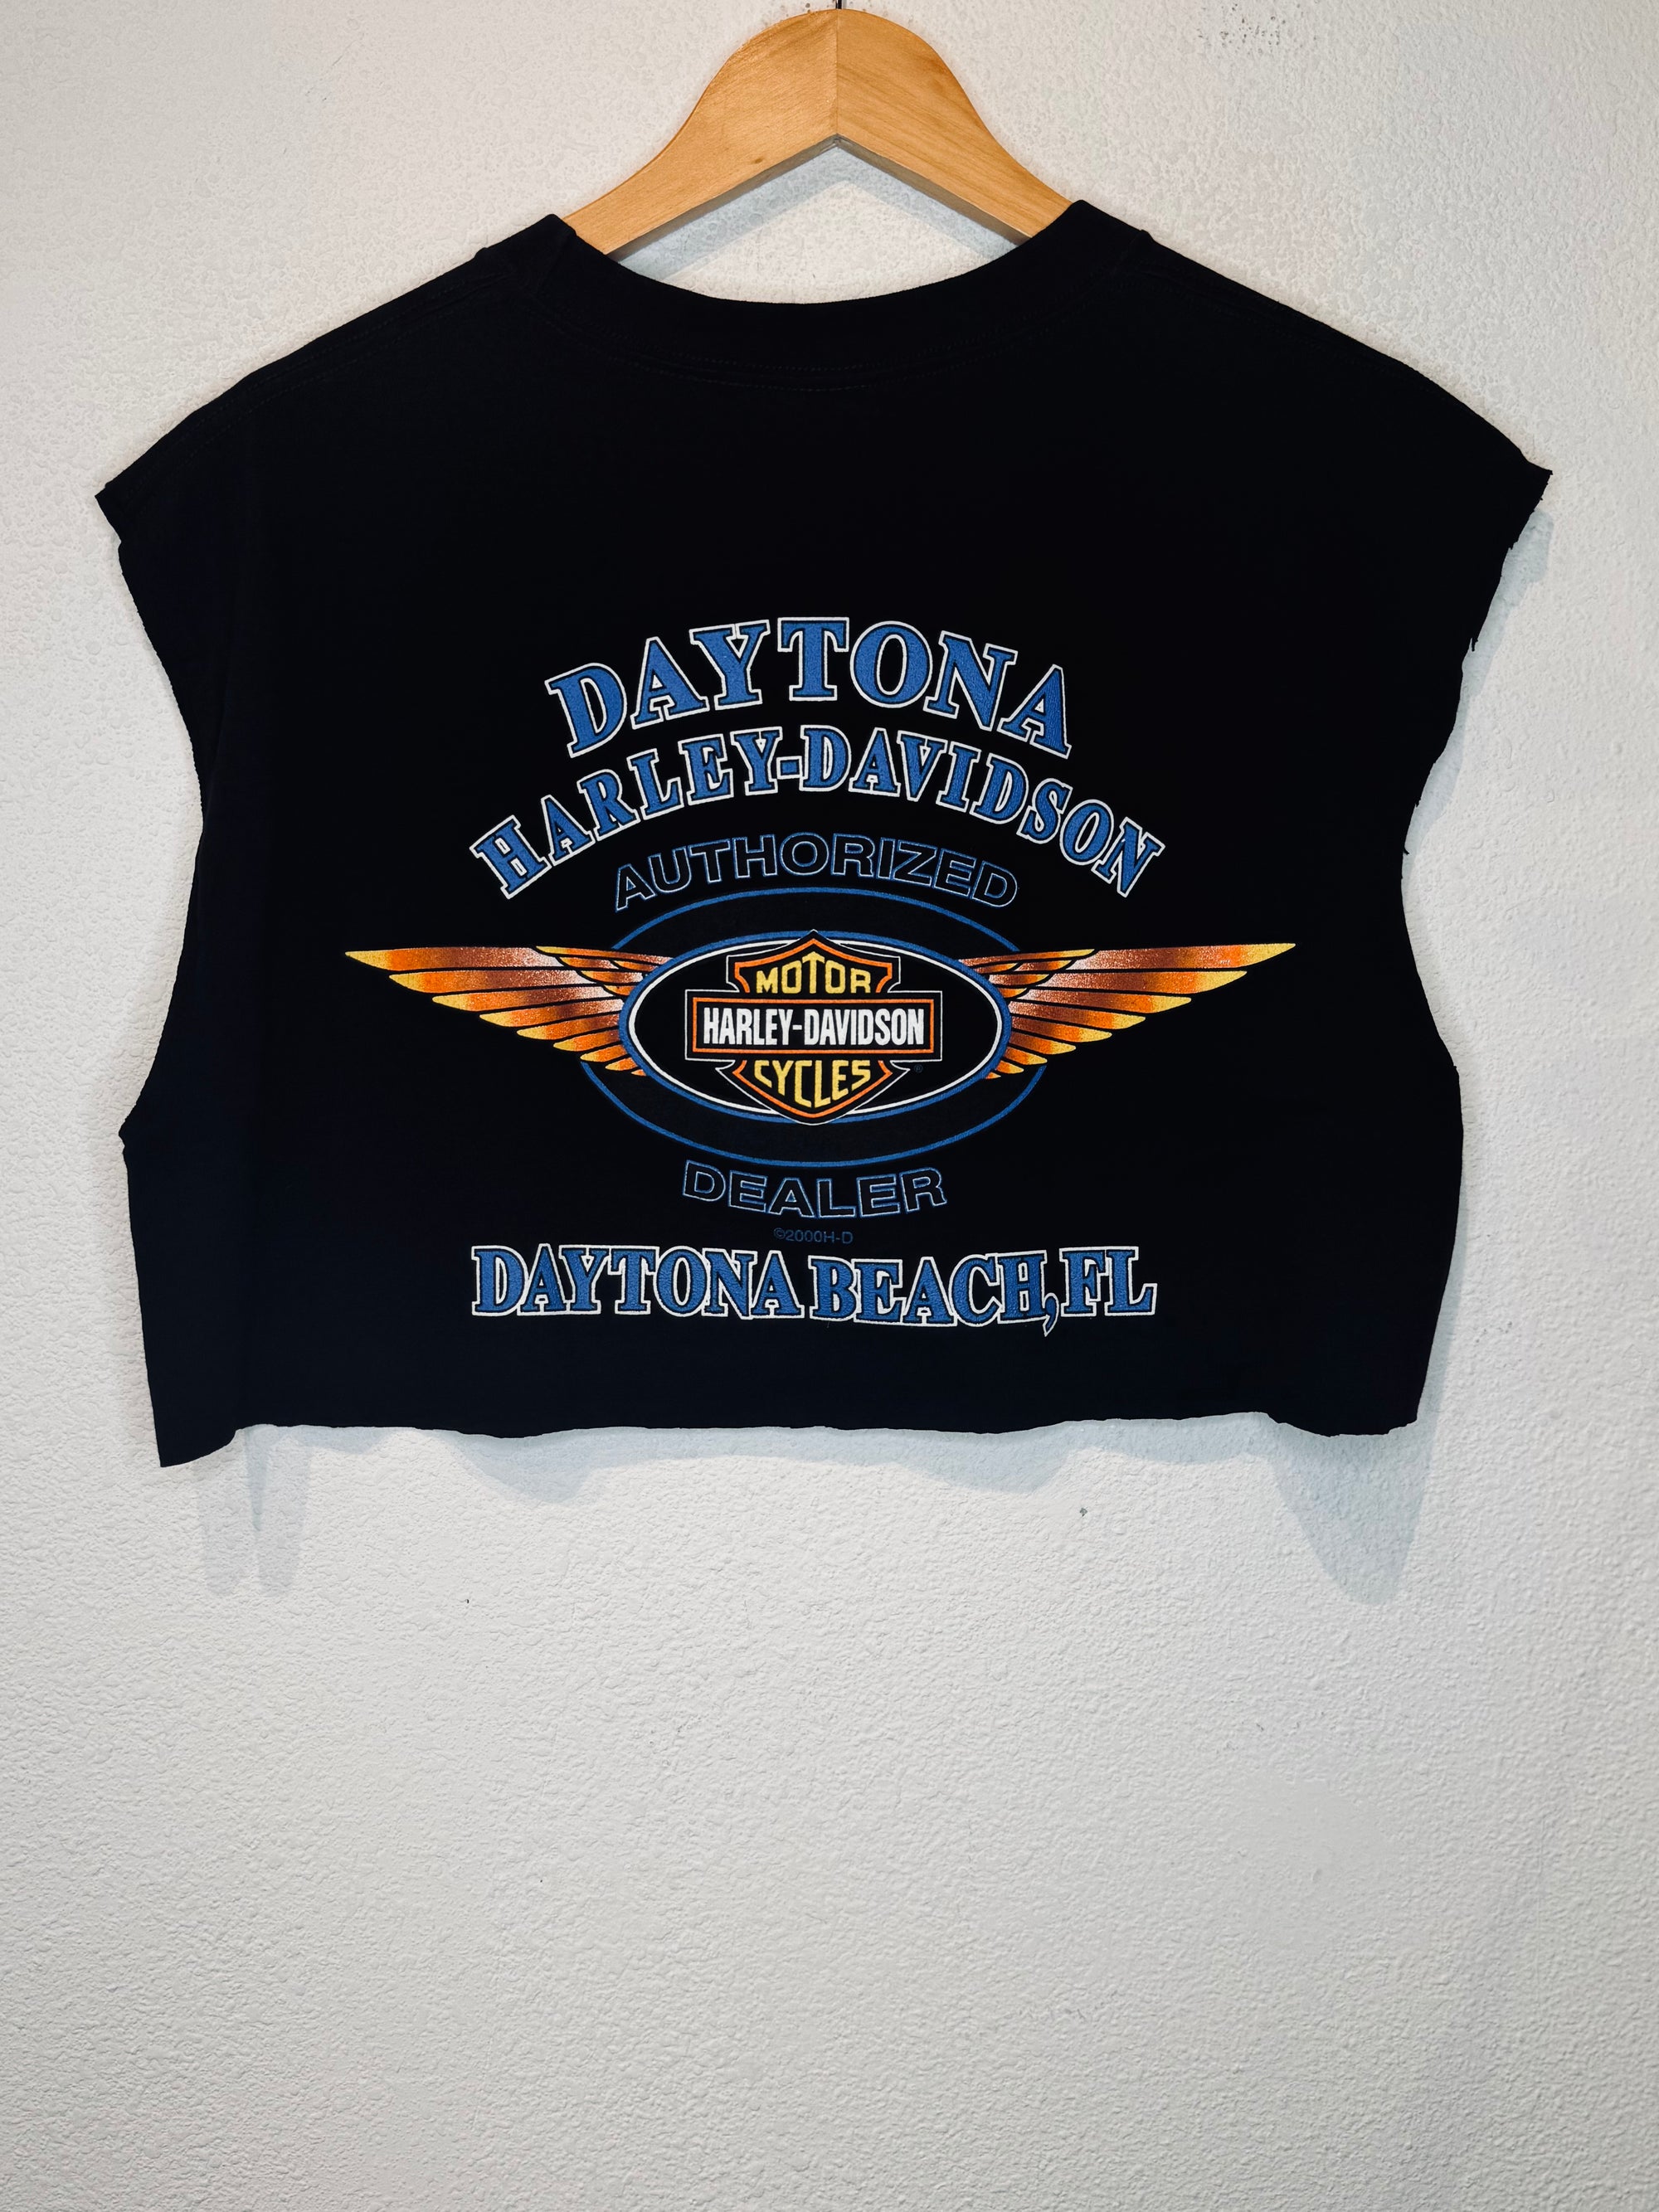 DAYTONA
HARLEY-DAVIDSON
AUTHORIZED
MOTOR
HARLEY-DAVIDSON
CYCLES
®
DEALER
©2000H-D
DAYTONA BEACH, FL